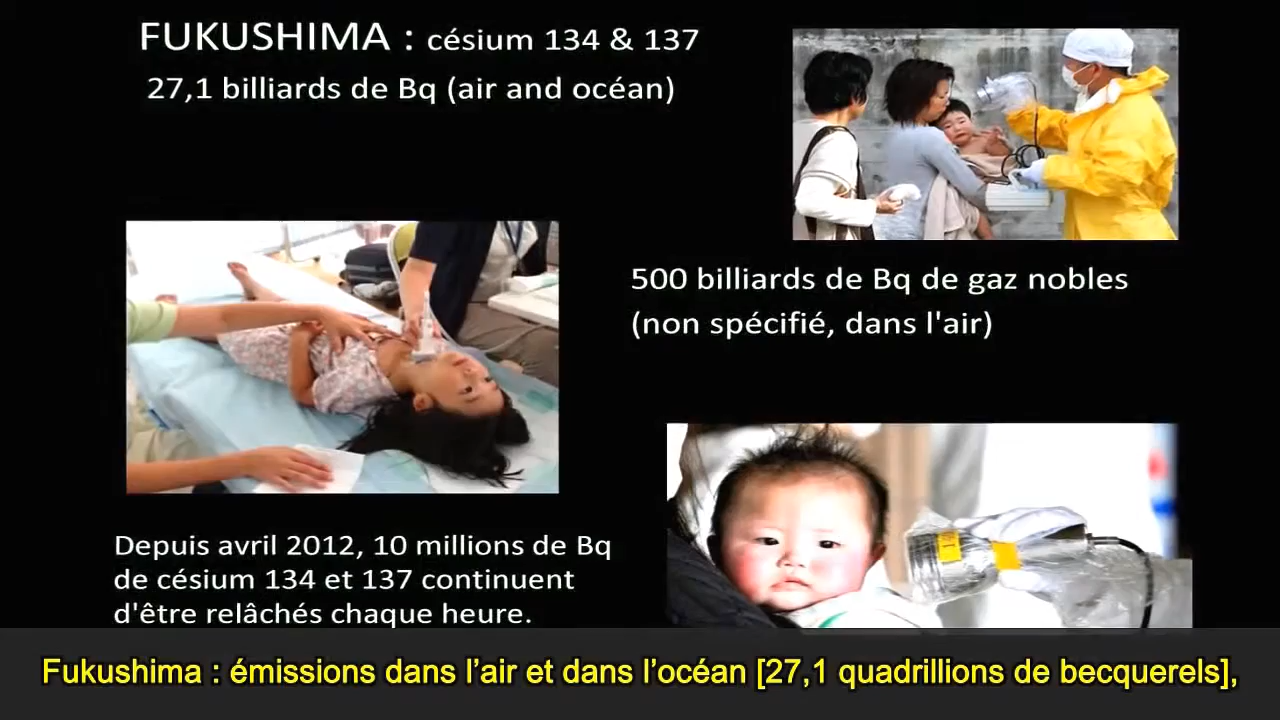 FUKUSHIMA : césium 134 & 137
27,1 billiards de Bq (air and océan)
500 billiards de Bq de gaz nobles
(non spécifié, dans l'air)
Depuis avril 2012, 10 millions de Bq
de césium 134 et 137 continuent
d'être relâchés chaque heure.
Fukushima : émissions dans l’air et dans l’océan [27,1 quadrillions de becquerels],